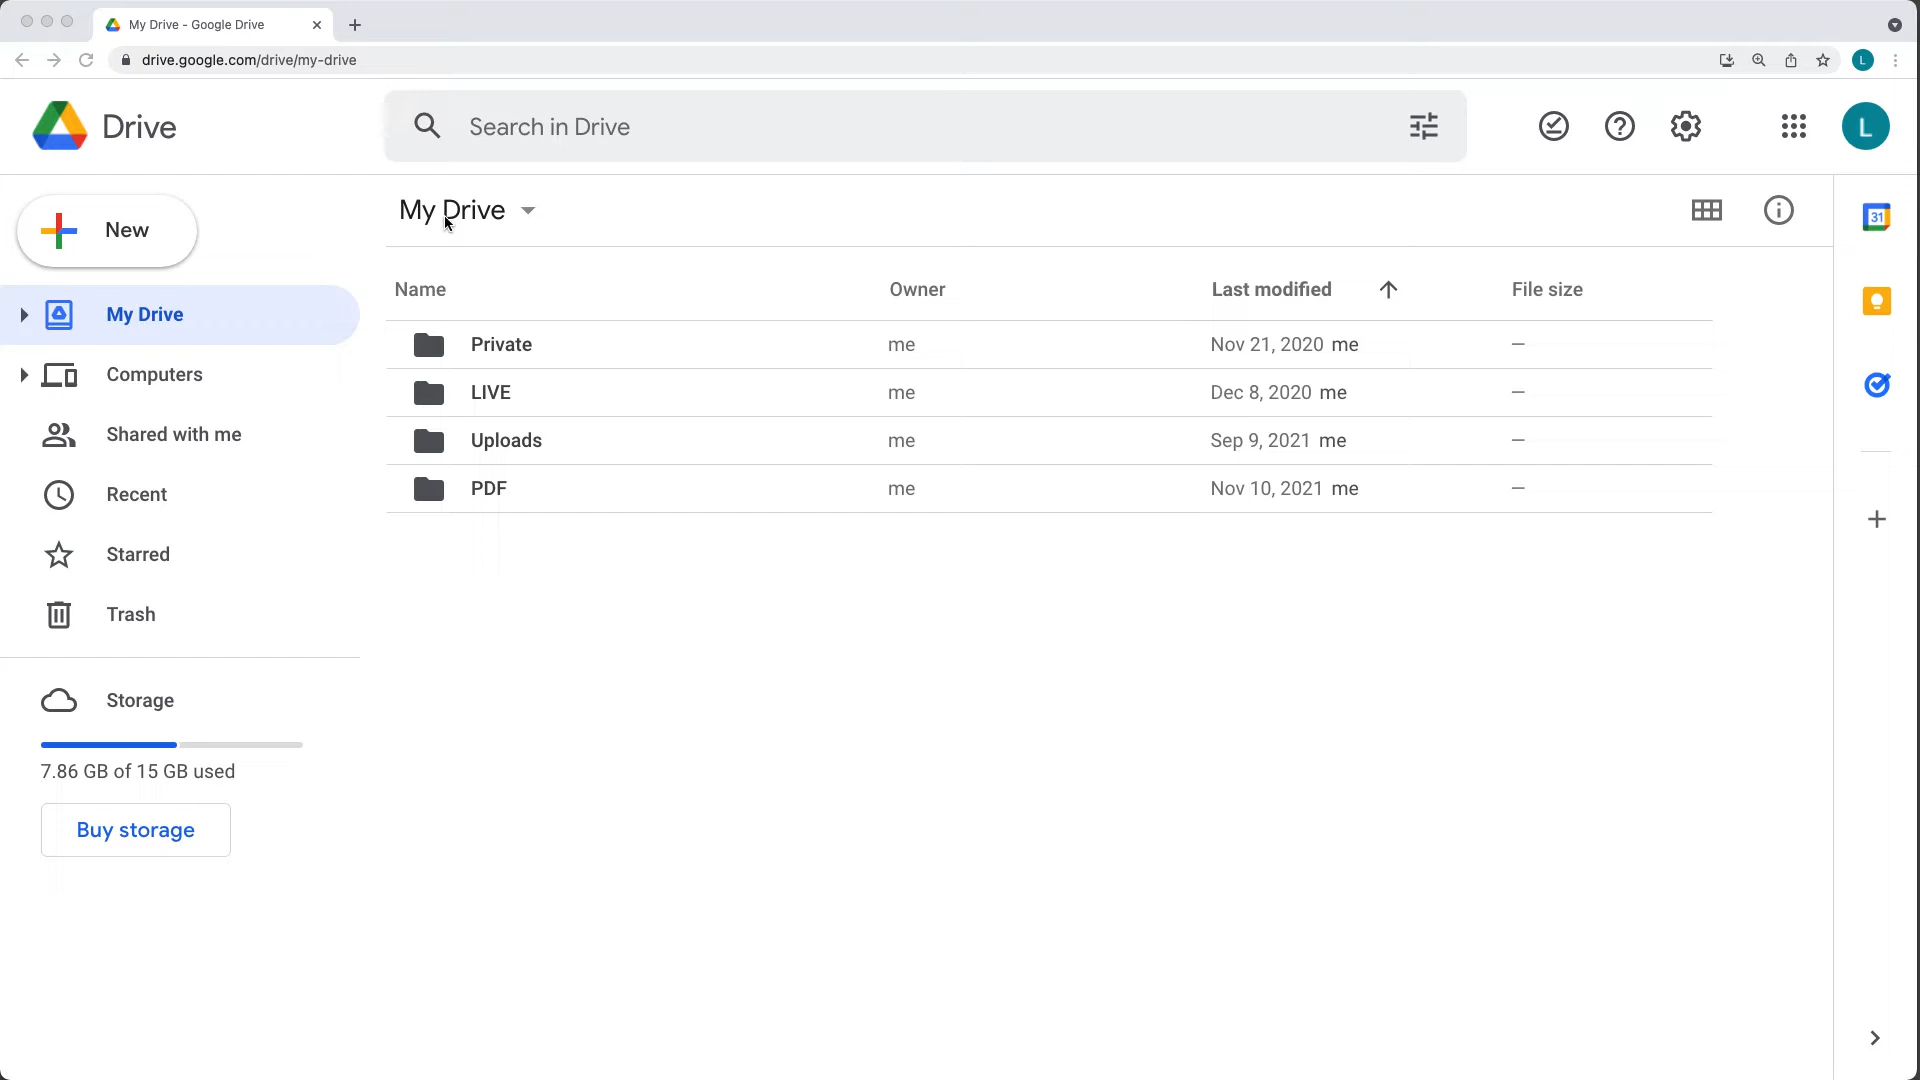 My Drive - Google Drive
drive.google.com/drive/my-drive
L
Drive
Search in Drive
L
New
My Drive
31
Name Owner Last modified File size
My Drive
Private me Nov 21, 2020 me —
Computers
LIVE me Dec 8, 2020 me —
Shared with me
Uploads me Sep 9, 2021 me —
Recent
PDF me Nov 10, 2021 me —
Starred
Trash
Storage
7.86 GB of 15 GB used
Buy storage